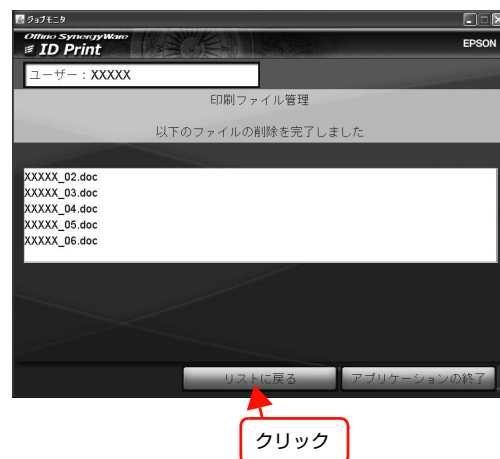 ジョブモニタ
Offirio SynergyWare
ID Print
EPSON
ユーザー：XXXXX
印刷ファイル管理
以下のファイルの削除を完了しました
XXXXX_02.doc
XXXXX_03.doc
XXXXX_04.doc
XXXXX_05.doc
XXXXX_06.doc
リストに戻る
アプリケーションの終了
クリック